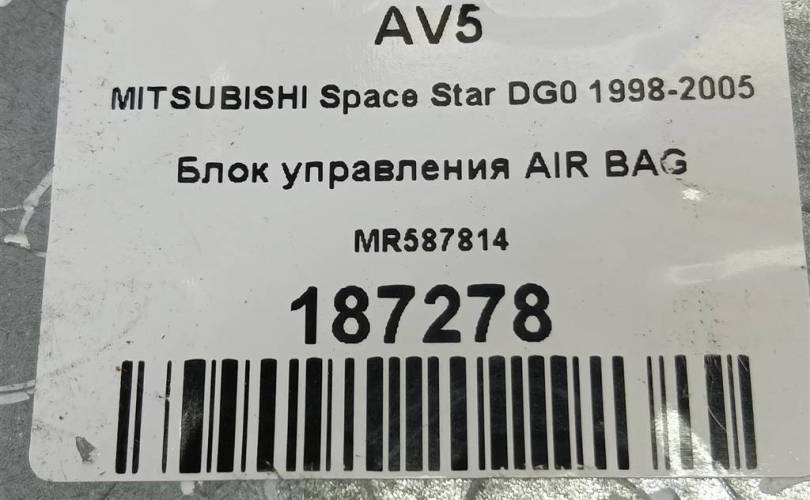 AV5
MITSUBISHI Space Star DG0 1998-2005
Блок управления AIR BAG
MR587814
187278